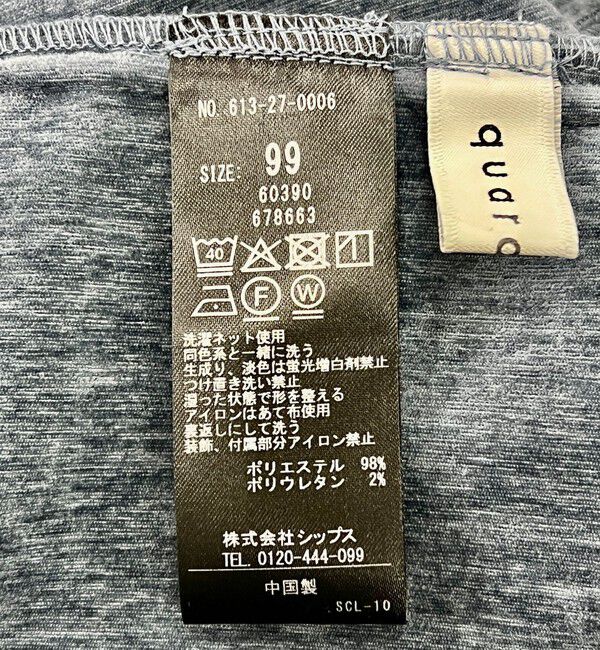 NO. 613-27-0006
SIZE: 99
60390
678663
40
F W
洗濯ネット使用
同色系と一緒に洗う
生成り、淡色は蛍光増白剤禁止
つけ置き洗い禁止
湿った状態で形を整える
アイロンはあて布使用
裏返しにして洗う
装飾、付属部分アイロン禁止
ポリエステル 98%
ポリウレタン 2%
株式会社シップス
TEL. 0120-444-099
中国製
SCL-10
quar